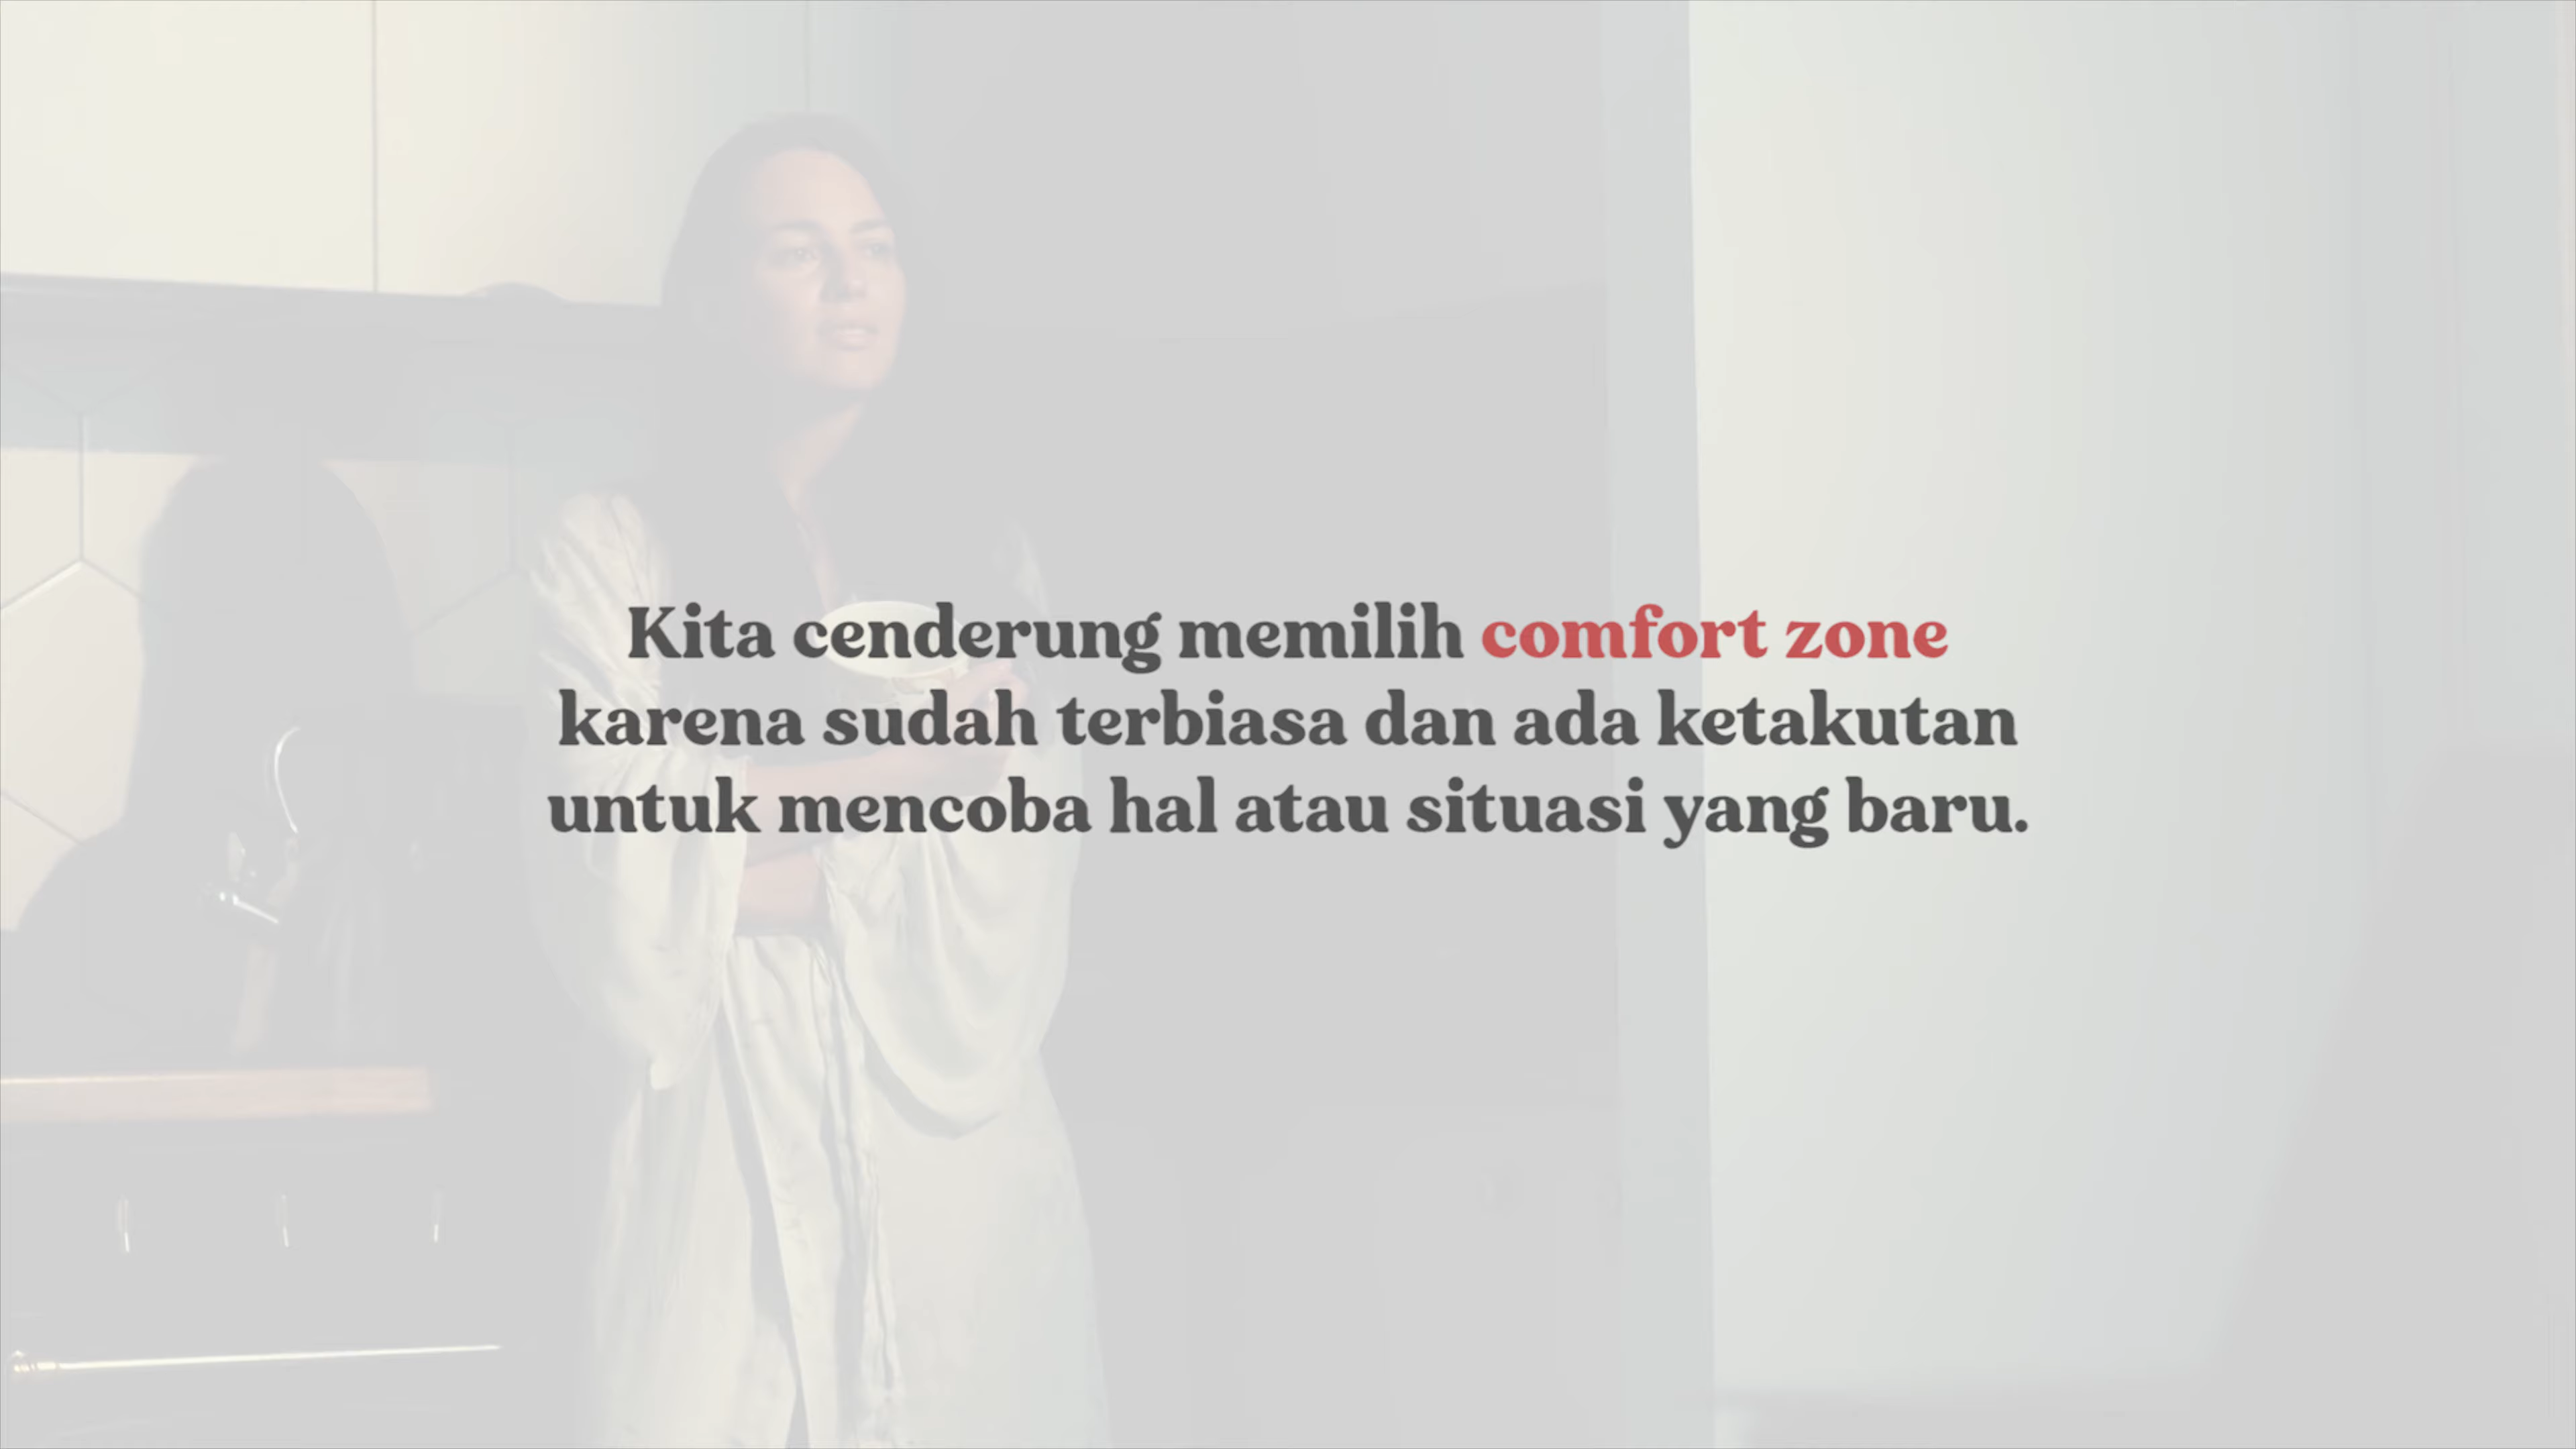 Kita cenderung memilih comfort zone
karena sudah terbiasa dan ada ketakutan
untuk mencoba hal atau situasi yang baru.